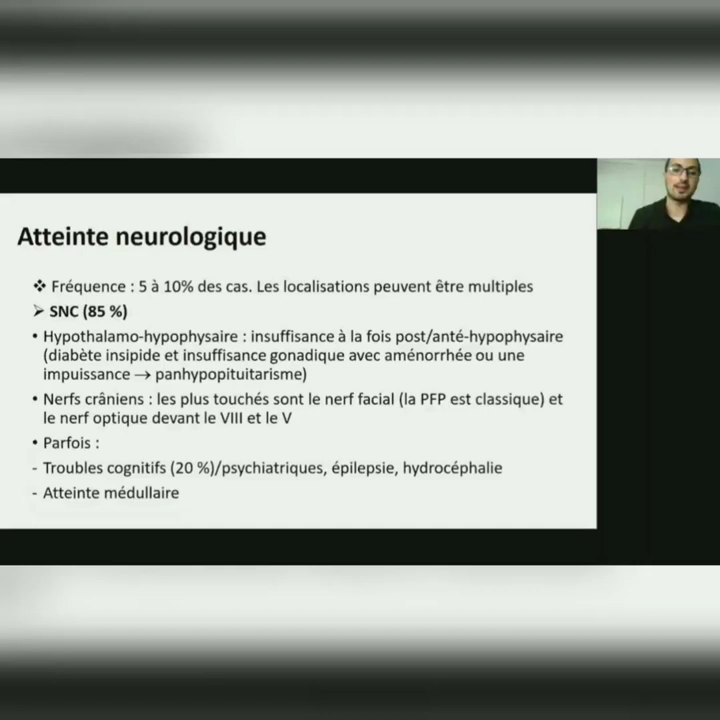 Atteinte neurologique
❖ Fréquence : 5 à 10% des cas. Les localisations peuvent être multiples
➢ SNC (85 %)
• Hypothalamo-hypophysaire : insuffisance à la fois post/anté-hypophysaire
(diabète insipide et insuffisance gonadique avec aménorrhée ou une
impuissance → panhypopituitarisme)
• Nerfs crâniens : les plus touchés sont le nerf facial (la PFP est classique) et
le nerf optique devant le VIII et le V
• Parfois :
- Troubles cognitifs (20 %)/psychiatriques, épilepsie, hydrocéphalie
- Atteinte médullaire